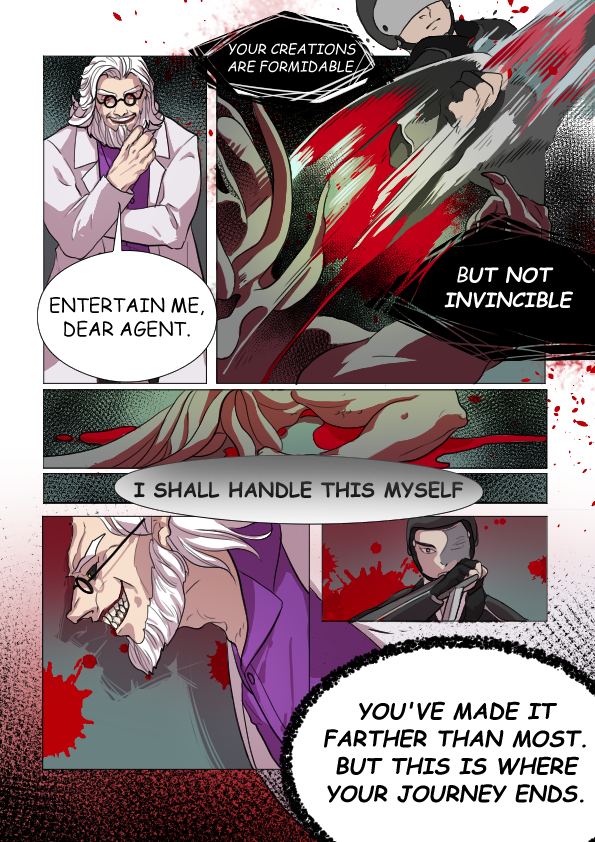 ENTERTAIN ME,
DEAR AGENT.
YOUR CREATIONS
ARE FORMIDABLE
BUT NOT
INVINCIBLE
I SHALL HANDLE THIS MYSELF
YOU'VE MADE IT
FARTHER THAN MOST.
BUT THIS IS WHERE
YOUR JOURNEY ENDS.